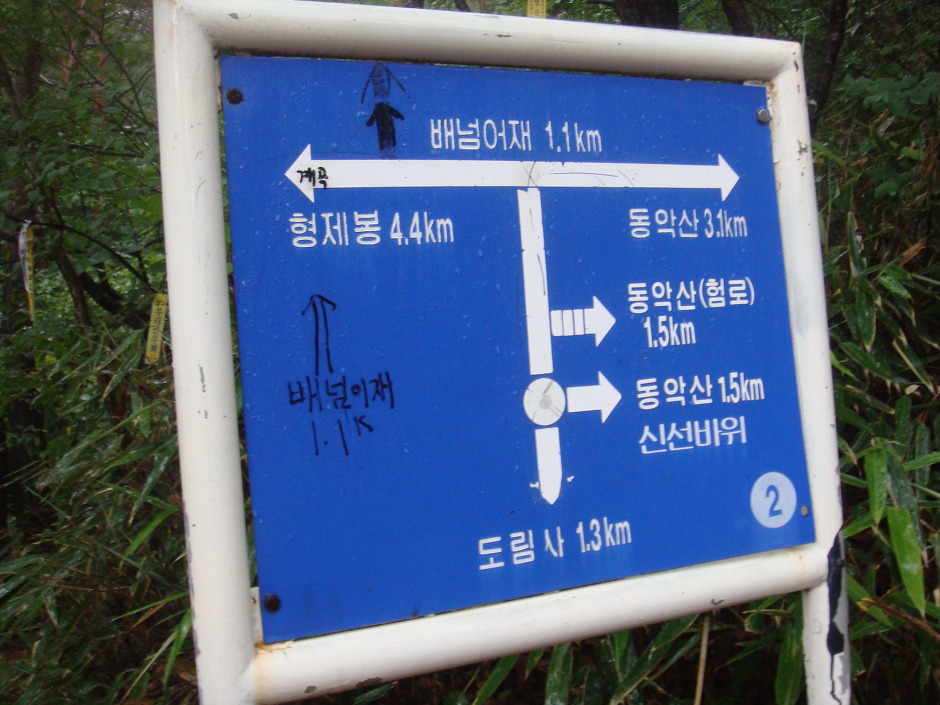 배넘어재 1.1km
계곡
형제봉 4.4km
동악산 3.1km
동악산(험로)
1.5km
배넘이재
1.1K
동악산 1.5km
신선바위
도림사 1.3km
2